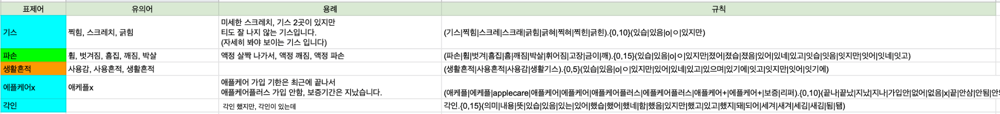 표제어 유의어 용례 규칙
기스 찍힘, 스크레치, 긁힘 미세한 스크레치, 기스 2곳이 있지만
티도 잘 나지 않는 기스입니다.
(자세히 봐야 보이는 기스 입니다)
(기스|찍힘|스크레|스크래|긁힘|긁혀|찍혀|찍힌|긁힌).{0,10}(있습|있음|o|ㅇ|있지만)
파손 휨, 벗겨짐, 흠집, 깨짐, 박살 액정 살짝 나가서, 액정 깨짐, 액정 파손 (파손|휨|벗겨|흠집|흠|깨짐|박살|휘어짐|고장|금이|깨).{0,15}(있습|있음|o|ㅇ|있지만|졌어|졌습|졌음|있어|있네|있고|잇습|잇음|잇지만|잇어|잇네|잇고)
생활흔적 사용감, 사용흔적, 생활흔적 (생활흔적|사용흔적|사용감|생활기스).{0,5}(있습|있음|o|ㅇ|있지만|있어|있네|있고|있으며|있기에|잇고|잇지만|잇어|잇기에)
에플케어x 애케플x 애플케어 가입 기한은 최근에 끝나서
애플케어플러스 가입 안함, 보증기간은 지났습니다.
(애케플|에케플|applecare|애플케어|에플케어|애플케어플러스|에플케어플러스|애플케어+|에플케어+|보증|리퍼).{0,10}(끝나|끝났|지났|지나|가입안|없어|없음|x|끝|안삼|안됨|안
각인 각인 했지만, 각인이 있는데 각인.{0,15}(의미|내용|뜻|있습|있음|있는|있어|했습|했어|했네|함|했음|있지만|했고|있고|했지|돼|되어|세겨|새겨|세김|새김|됨|됌)